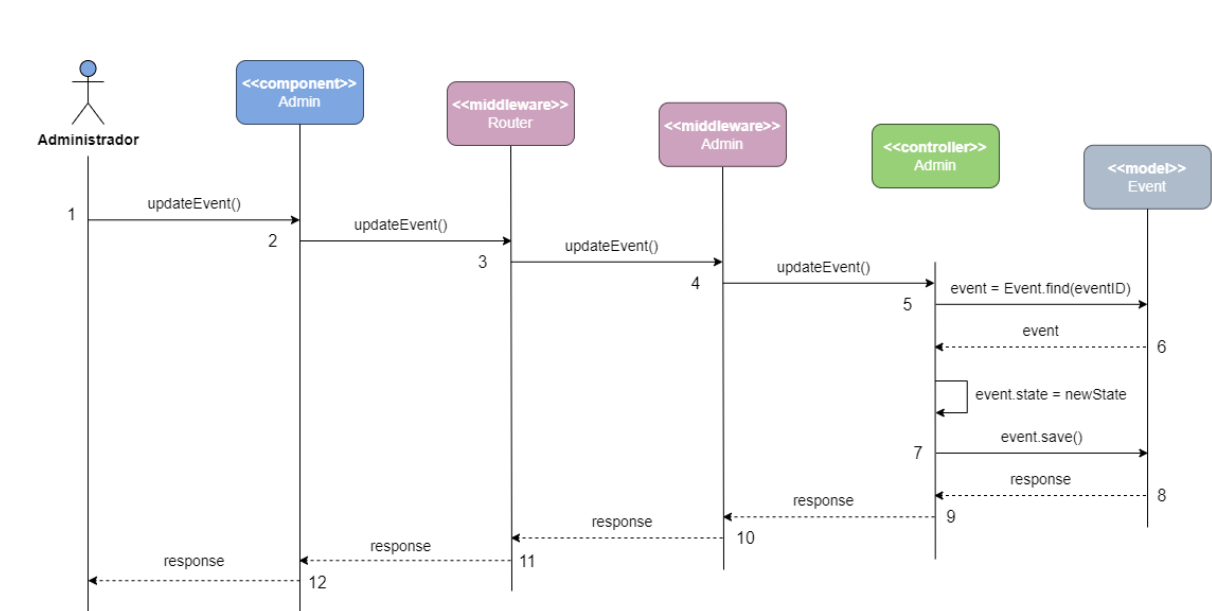 <<component>>
Admin
<<middleware>>
Router
<<middleware>>
Admin
<<controller>>
Admin
<<model>>
Event
Administrador
1
updateEvent()
2
updateEvent()
3
updateEvent()
4
updateEvent()
5
event = Event.find(eventID)
event
6
event.state = newState
7
event.save()
response
8
response
9
response
10
response
11
response
12